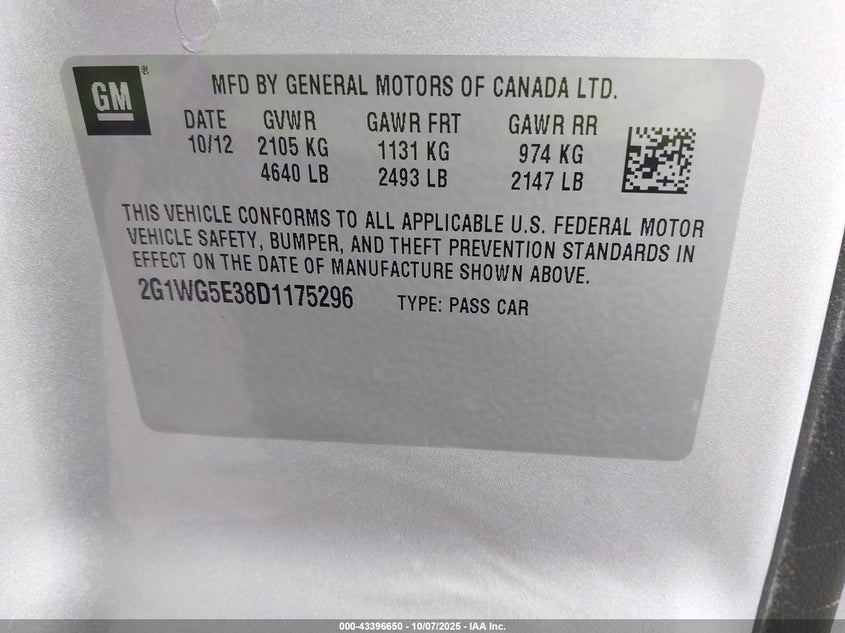 GM®
MFD BY GENERAL MOTORS OF CANADA LTD.
DATE GVWR GAWR FRT GAWR RR
10/12 2105 KG 1131 KG 974 KG
4640 LB 2493 LB 2147 LB
THIS VEHICLE CONFORMS TO ALL APPLICABLE U.S. FEDERAL MOTOR
VEHICLE SAFETY, BUMPER, AND THEFT PREVENTION STANDARDS IN
EFFECT ON THE DATE OF MANUFACTURE SHOWN ABOVE.
2G1WG5E38D1175296 TYPE: PASS CAR
000-43396650 - 10/07/2025 - IAA Inc.